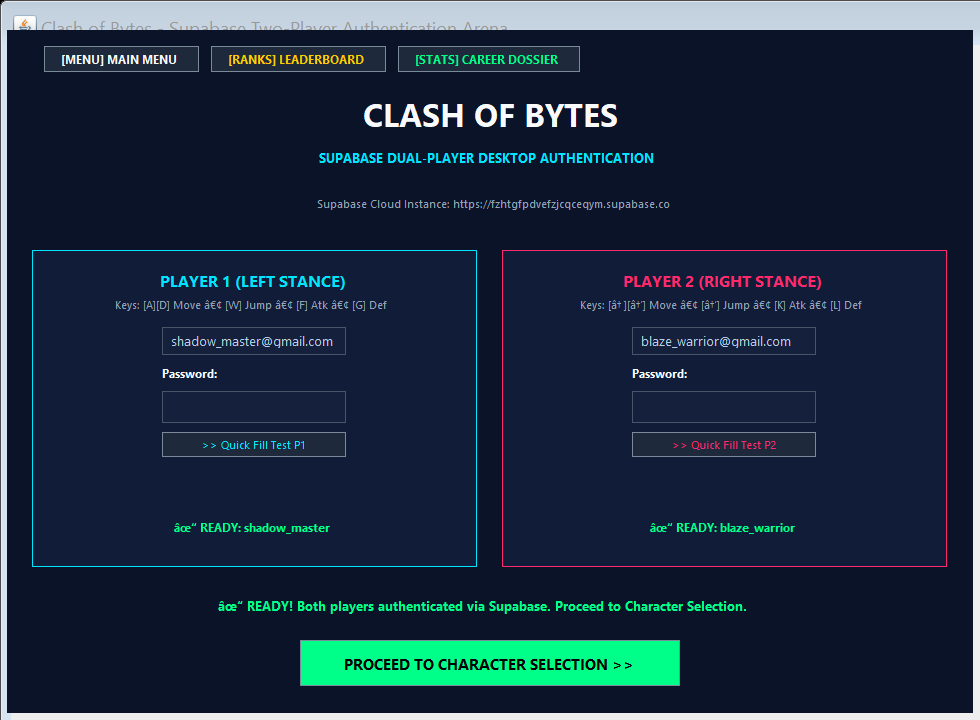 Clash of Bytes - Supabase Two-Player Authentication Arena
[MENU] MAIN MENU
[RANKS] LEADERBOARD
[STATS] CAREER DOSSIER
CLASH OF BYTES
SUPABASE DUAL-PLAYER DESKTOP AUTHENTICATION
Supabase Cloud Instance: https://fzhtgfpdvefzjcqceqym.supabase.co
PLAYER 1 (LEFT STANCE)
Keys: [A][D] Move â€¢ [W] Jump â€¢ [F] Atk â€¢ [G] Def
shadow_master@gmail.com
Password:
>> Quick Fill Test P1
âœ“ READY: shadow_master
PLAYER 2 (RIGHT STANCE)
Keys: [â†][â†’] Move â€¢ [â†‘] Jump â€¢ [K] Atk â€¢ [L] Def
blaze_warrior@gmail.com
Password:
>> Quick Fill Test P2
âœ“ READY: blaze_warrior
âœ“ READY! Both players authenticated via Supabase. Proceed to Character Selection.
PROCEED TO CHARACTER SELECTION >>